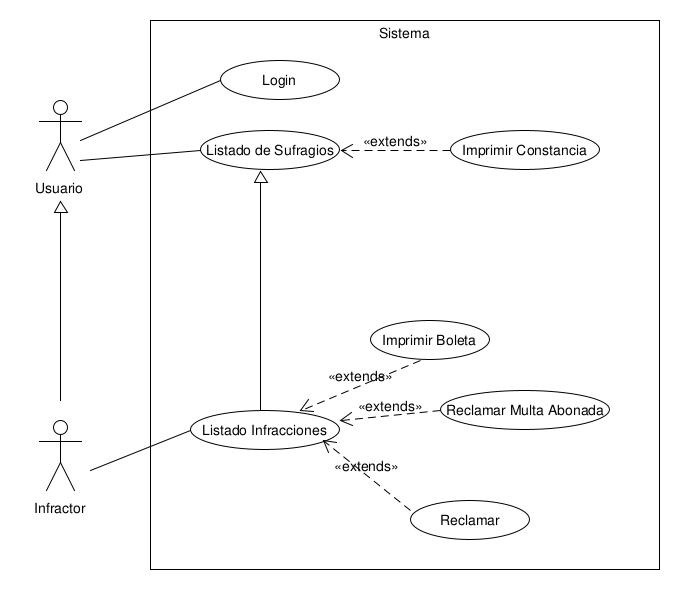 Sistema
Login
«extends»
Listado de Sufragios
Imprimir Constancia
Usuario
Imprimir Boleta
«extends»
«extends»
Reclamar Multa Abonada
Listado Infracciones
«extends»
Infractor
Reclamar